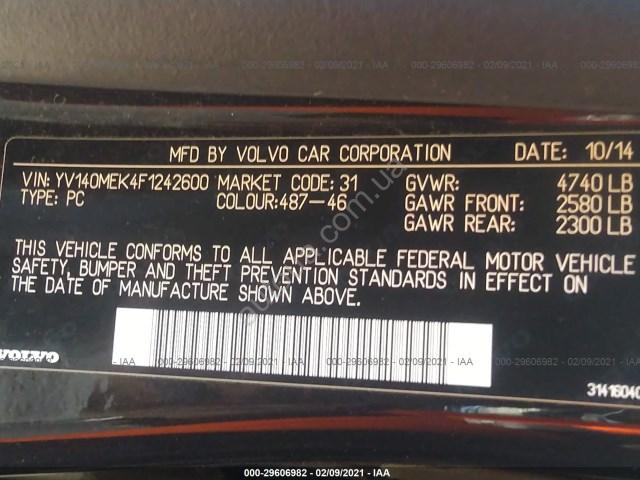 MFD BY VOLVO CAR CORPORATION DATE: 10/14
VIN: YV140MEK4F1242600 MARKET CODE: 31 GVWR: 4740 LB
TYPE: PC COLOUR:487-46 GAWR FRONT: 2580 LB
GAWR REAR: 2300 LB
THIS VEHICLE CONFORMS TO ALL APPLICABLE FEDERAL MOTOR VEHICLE
SAFETY, BUMPER AND THEFT PREVENTION STANDARDS IN EFFECT ON
THE DATE OF MANUFACTURE SHOWN ABOVE.
VOLVO
3141604
000-29606982 - 02/09/2021 - IAA